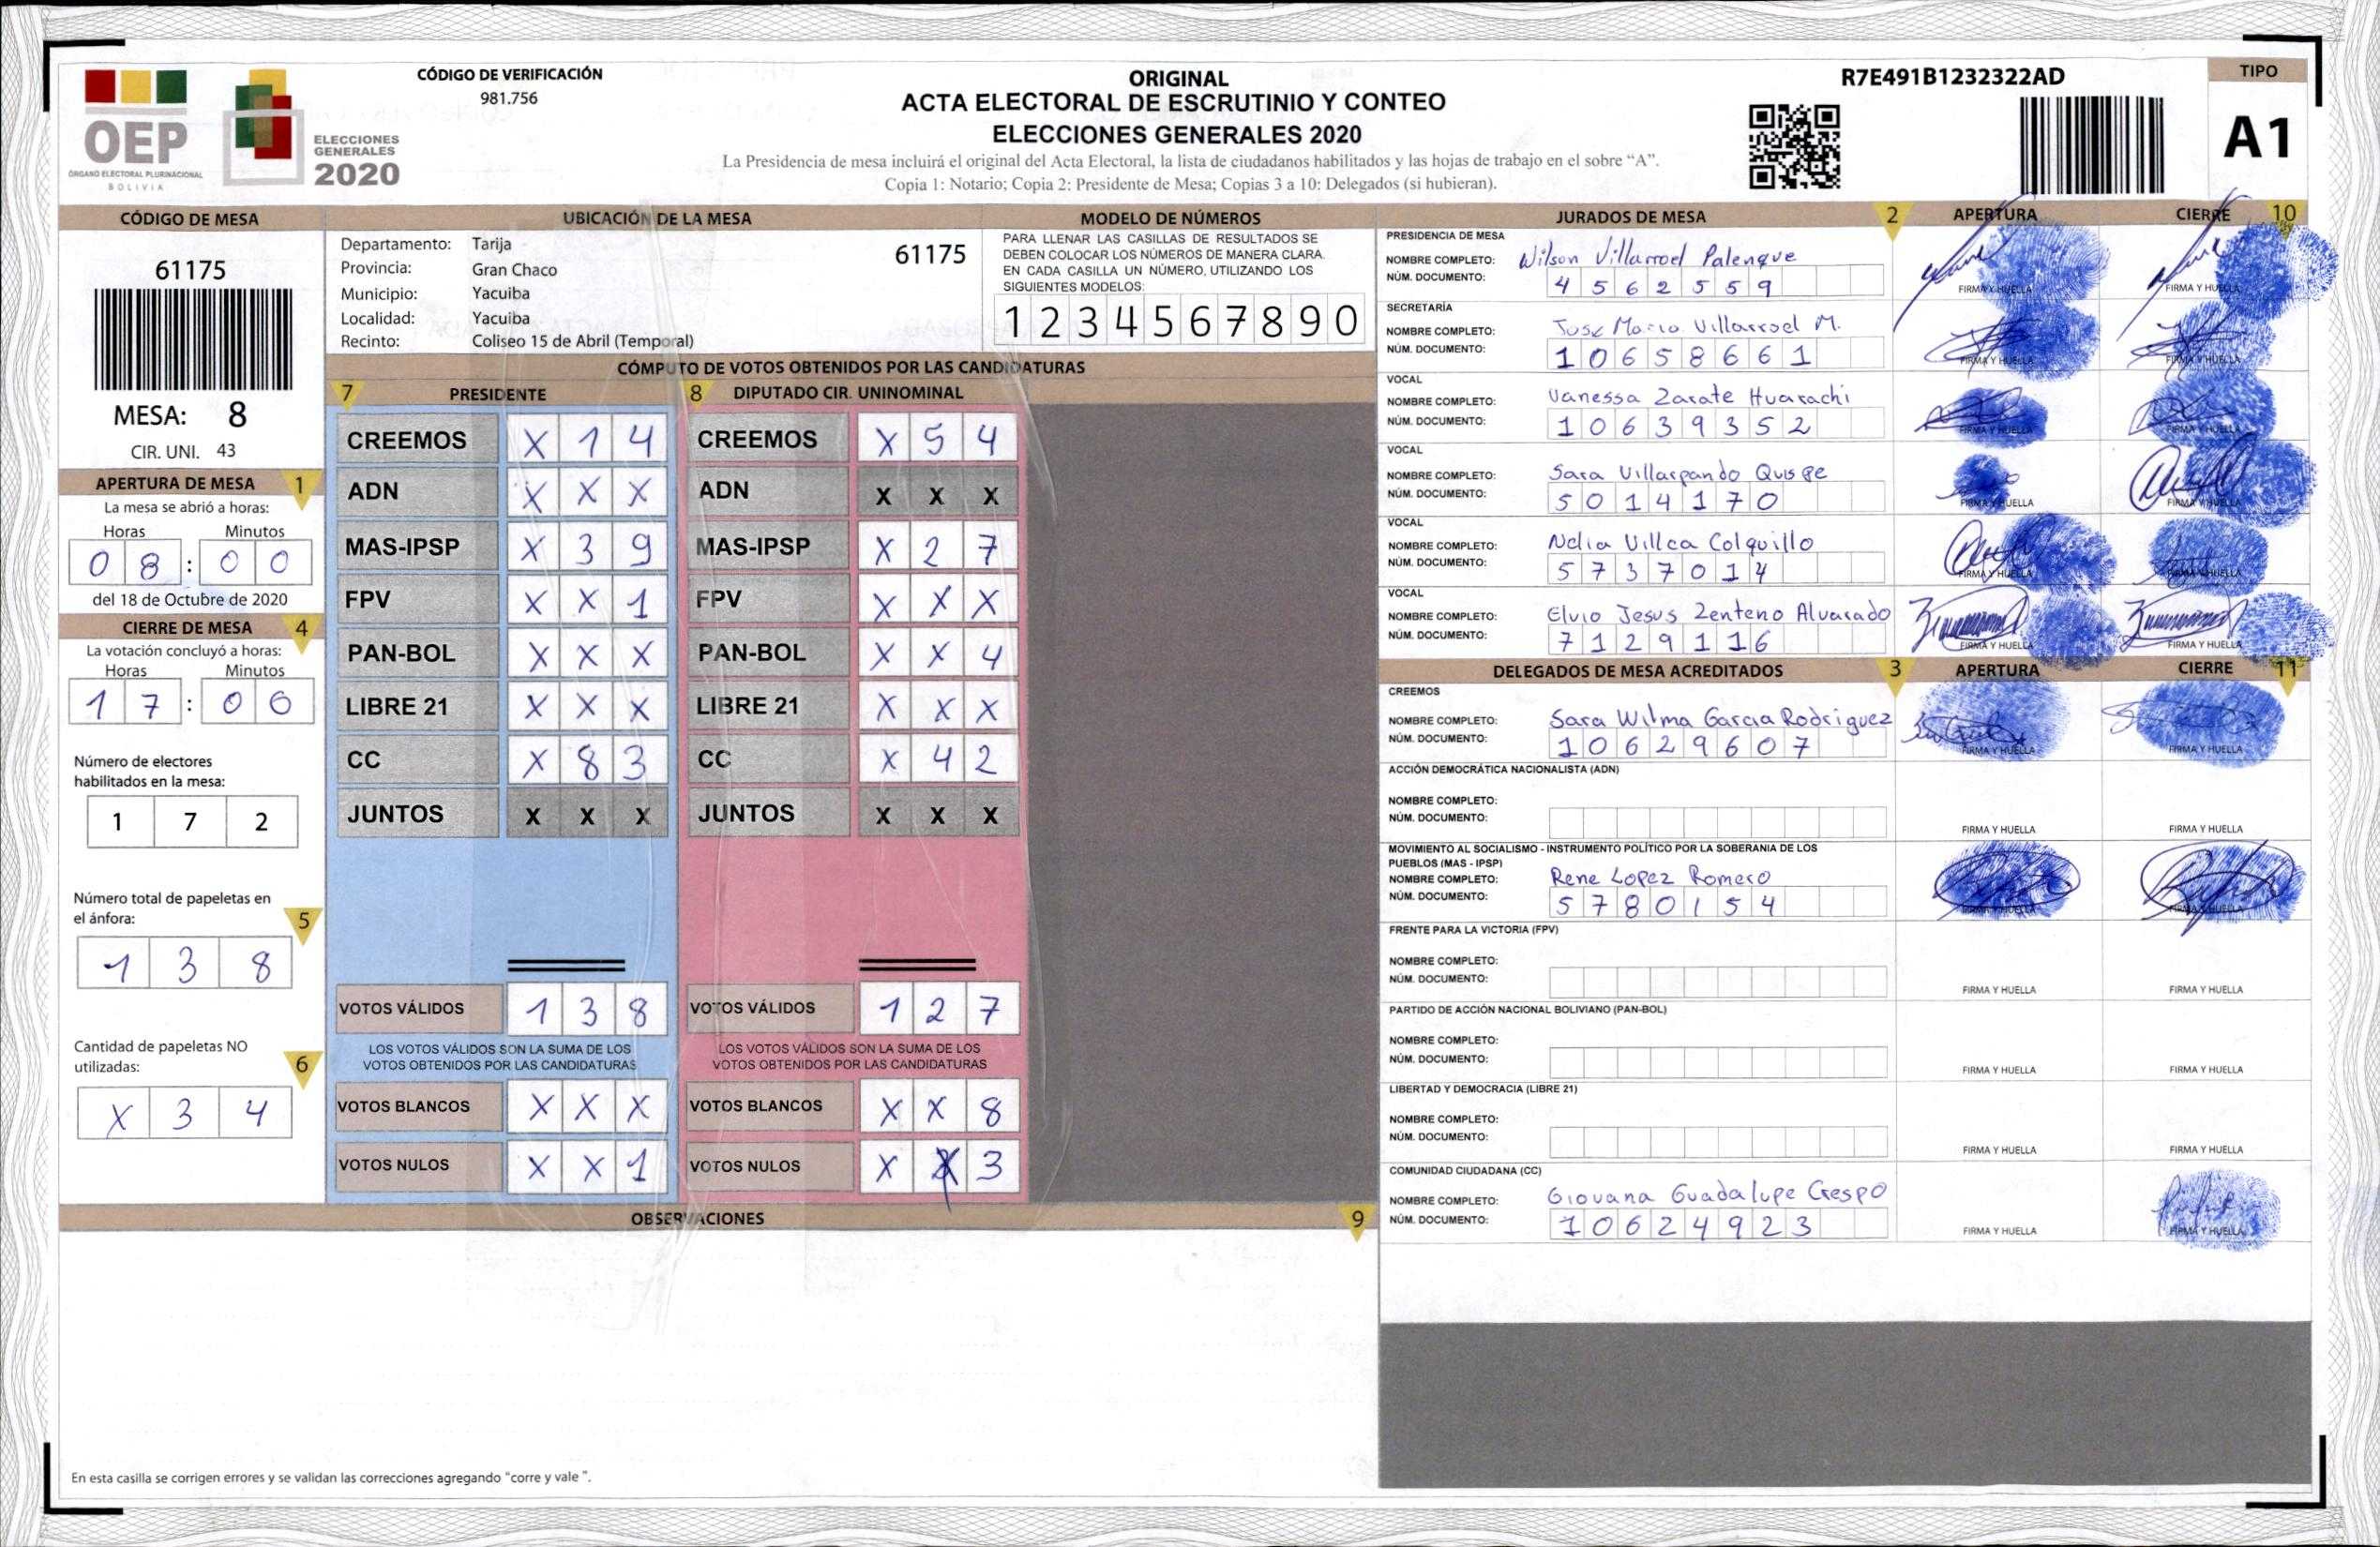 OEP
ÓRGANO ELECTORAL PLURINACIONAL
BOLIVIA
ELECCIONES
GENERALES
2020
CÓDIGO DE VERIFICACIÓN
981.756
ORIGINAL
ACTA ELECTORAL DE ESCRUTINIO Y CONTEO
ELECCIONES GENERALES 2020
La Presidencia de mesa incluirá el original del Acta Electoral, la lista de ciudadanos habilitados y las hojas de trabajo en el sobre “A”.
Copia 1: Notario; Copia 2: Presidente de Mesa; Copias 3 a 10: Delegados (si hubieran).
R7E491B1232322AD
TIPO
A1
CÓDIGO DE MESA
61175
MESA: 8
CIR. UNI. 43
APERTURA DE MESA 1
La mesa se abrió a horas:
Horas Minutos
0 8 : 0 0
del 18 de Octubre de 2020
CIERRE DE MESA 4
La votación concluyó a horas:
Horas Minutos
1 7 : 0 6
Número de electores
habilitados en la mesa:
1 7 2
Número total de papeletas en
el ánfora: 5
1 3 8
Cantidad de papeletas NO
utilizadas: 6
X 3 4
UBICACIÓN DE LA MESA
Departamento: Tarija 61175
Provincia: Gran Chaco
Municipio: Yacuiba
Localidad: Yacuiba
Recinto: Coliseo 15 de Abril (Temporal)
MODELO DE NÚMEROS
PARA LLENAR LAS CASILLAS DE RESULTADOS SE
DEBEN COLOCAR LOS NÚMEROS DE MANERA CLARA.
EN CADA CASILLA UN NÚMERO, UTILIZANDO LOS
SIGUIENTES MODELOS:
1 2 3 4 5 6 7 8 9 0
CÓMPUTO DE VOTOS OBTENIDOS POR LAS CANDIDATURAS
7 PRESIDENTE 8 DIPUTADO CIR. UNINOMINAL
CREEMOS X 1 4 CREEMOS X 5 4
ADN X X X ADN X X X
MAS-IPSP X 3 9 MAS-IPSP X 2 7
FPV X X 1 FPV X X X
PAN-BOL X X X PAN-BOL X X 4
LIBRE 21 X X X LIBRE 21 X X X
CC X 8 3 CC X 4 2
JUNTOS X X X JUNTOS X X X
VOTOS VÁLIDOS 1 3 8 VOTOS VÁLIDOS 1 2 7
LOS VOTOS VÁLIDOS SON LA SUMA DE LOS LOS VOTOS VÁLIDOS SON LA SUMA DE LOS
VOTOS OBTENIDOS POR LAS CANDIDATURAS VOTOS OBTENIDOS POR LAS CANDIDATURAS
VOTOS BLANCOS X X X VOTOS BLANCOS X X 8
VOTOS NULOS X X 1 VOTOS NULOS X X 3
OBSERVACIONES 9
En esta casilla se corrigen errores y se validan las correcciones agregando “corre y vale ”.
JURADOS DE MESA 2 APERTURA CIERRE 10
PRESIDENCIA DE MESA
NOMBRE COMPLETO: Wilson Villarroel Palenque
NÚM. DOCUMENTO: 4 5 6 2 5 5 9 FIRMA Y HUELLA FIRMA Y HUELLA
SECRETARÍA
NOMBRE COMPLETO: Jose Maria Villarroel M.
NÚM. DOCUMENTO: 1 0 6 5 8 6 6 1 FIRMA Y HUELLA FIRMA Y HUELLA
VOCAL
NOMBRE COMPLETO: Vanessa Zarate Huarachi
NÚM. DOCUMENTO: 1 0 6 3 9 3 5 2 FIRMA Y HUELLA FIRMA Y HUELLA
VOCAL
NOMBRE COMPLETO: Sara Villarpando Quispe
NÚM. DOCUMENTO: 5 0 1 4 1 7 0 FIRMA Y HUELLA FIRMA Y HUELLA
VOCAL
NOMBRE COMPLETO: Nelia Villca Colquillo
NÚM. DOCUMENTO: 5 7 3 7 0 1 4 FIRMA Y HUELLA FIRMA Y HUELLA
VOCAL
NOMBRE COMPLETO: Elvio Jesus Zenteno Alvarado
NÚM. DOCUMENTO: 7 1 2 9 1 1 6 FIRMA Y HUELLA FIRMA Y HUELLA
DELEGADOS DE MESA ACREDITADOS 3 APERTURA CIERRE 11
CREEMOS
NOMBRE COMPLETO: Sara Wilma Garcia Rodriguez
NÚM. DOCUMENTO: 1 0 6 2 9 6 0 7 FIRMA Y HUELLA FIRMA Y HUELLA
ACCIÓN DEMOCRÁTICA NACIONALISTA (ADN)
NOMBRE COMPLETO:
NÚM. DOCUMENTO: FIRMA Y HUELLA FIRMA Y HUELLA
MOVIMIENTO AL SOCIALISMO - INSTRUMENTO POLÍTICO POR LA SOBERANIA DE LOS
PUEBLOS (MAS - IPSP)
NOMBRE COMPLETO: Rene Lopez Romero
NÚM. DOCUMENTO: 5 7 8 0 1 5 4 FIRMA Y HUELLA FIRMA Y HUELLA
FRENTE PARA LA VICTORIA (FPV)
NOMBRE COMPLETO:
NÚM. DOCUMENTO: FIRMA Y HUELLA FIRMA Y HUELLA
PARTIDO DE ACCIÓN NACIONAL BOLIVIANO (PAN-BOL)
NOMBRE COMPLETO:
NÚM. DOCUMENTO: FIRMA Y HUELLA FIRMA Y HUELLA
LIBERTAD Y DEMOCRACIA (LIBRE 21)
NOMBRE COMPLETO:
NÚM. DOCUMENTO: FIRMA Y HUELLA FIRMA Y HUELLA
COMUNIDAD CIUDADANA (CC)
NOMBRE COMPLETO: Giovana Guadalupe Crespo
NÚM. DOCUMENTO: 1 0 6 2 4 9 2 3 FIRMA Y HUELLA FIRMA Y HUELLA